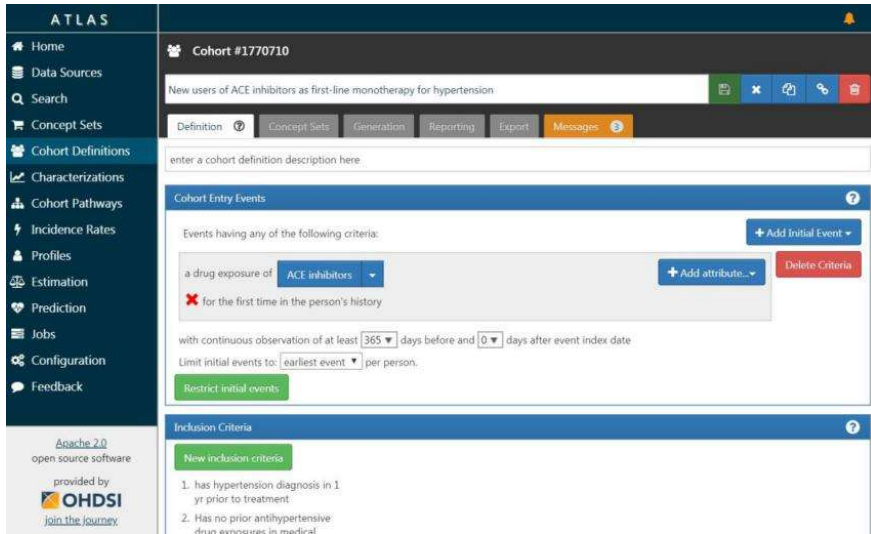 ATLAS
Home
Data Sources
Search
Concept Sets
Cohort Definitions
Characterizations
Cohort Pathways
Incidence Rates
Profiles
Estimation
Prediction
Jobs
Configuration
Feedback
Apache 2.0
open source software
provided by
OHDSI
join the journey
Cohort #1770710
New users of ACE inhibitors as first-line monotherapy for hypertension
Definition ? Concept Sets Generation Reporting Export Messages 3
enter a cohort definition description here
Cohort Entry Events ?
Events having any of the following criteria:
+ Add Initial Event
a drug exposure of ACE inhibitors + Add attribute... Delete Criteria
for the first time in the person's history
with continuous observation of at least 365 days before and 0 days after event index date
Limit initial events to: earliest event per person.
Restrict initial events
Inclusion Criteria ?
New inclusion criteria
1. has hypertension diagnosis in 1
yr prior to treatment
2. Has no prior antihypertensive
drug exposures in medical